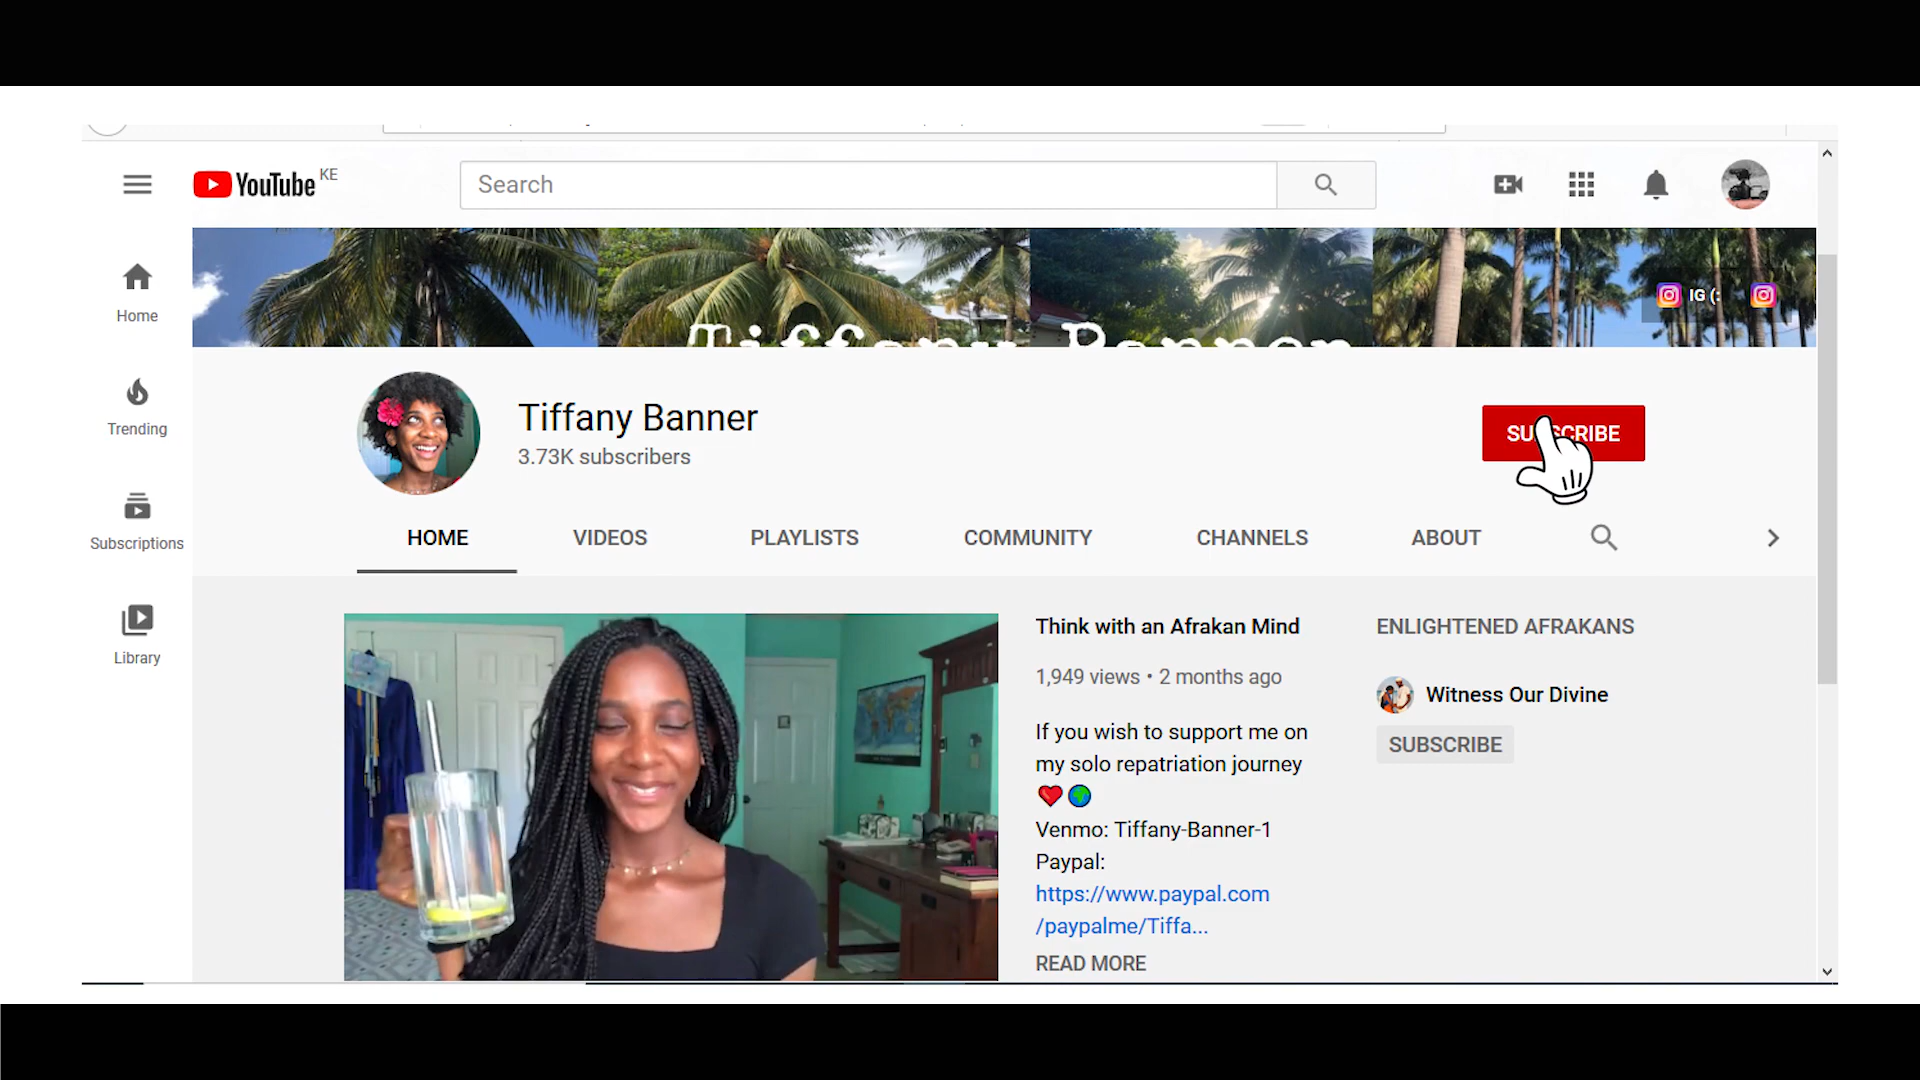 YouTube KE
Search
Home
Trending
Subscriptions
Library
Tiffany Banner
IG (:
Tiffany Banner
3.73K subscribers
SUBSCRIBE
HOME VIDEOS PLAYLISTS COMMUNITY CHANNELS ABOUT
Think with an Afrakan Mind
1,949 views • 2 months ago
If you wish to support me on
my solo repatriation journey
Venmo: Tiffany-Banner-1
Paypal:
https://www.paypal.com
/paypalme/Tiffa...
READ MORE
ENLIGHTENED AFRAKANS
Witness Our Divine
SUBSCRIBE